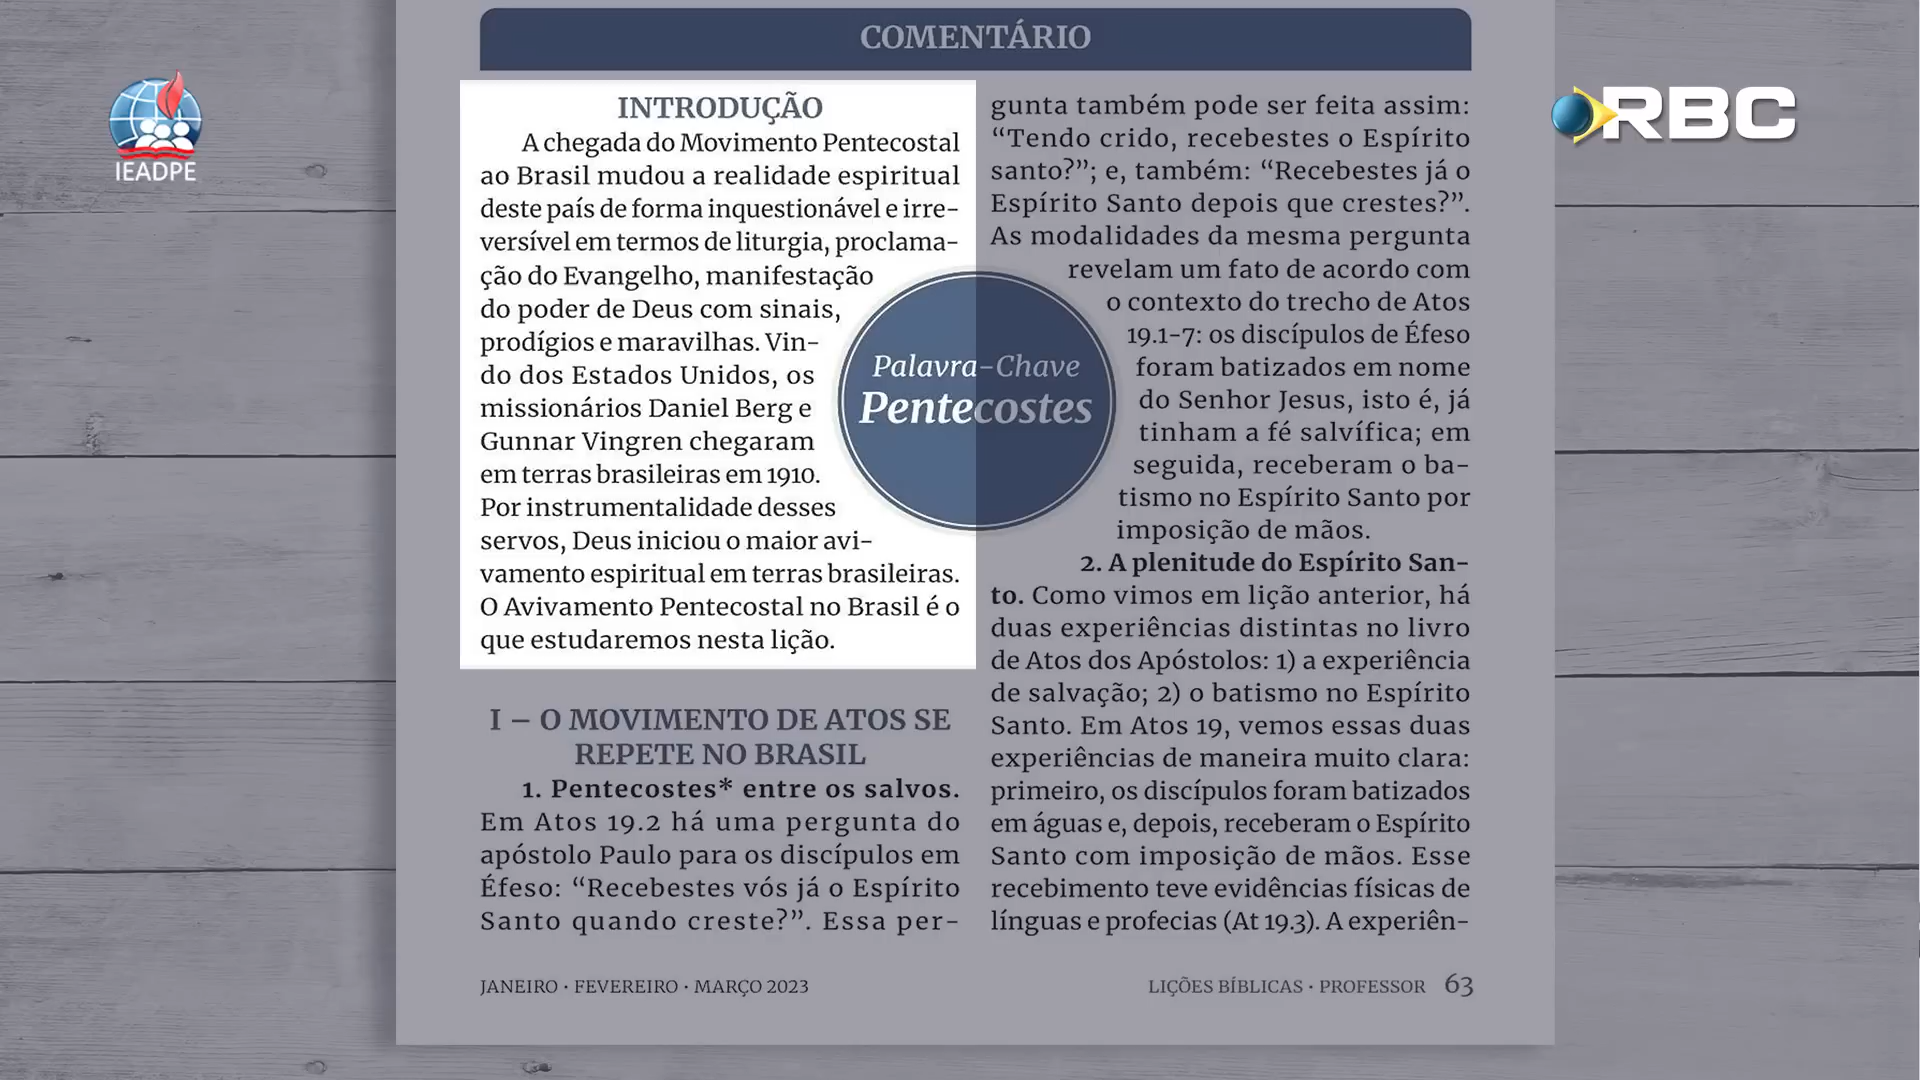 COMENTÁRIO
IEADPE
RBC
INTRODUÇÃO
A chegada do Movimento Pentecostal
ao Brasil mudou a realidade espiritual
deste país de forma inquestionável e irre-
versível em termos de liturgia, proclama-
ção do Evangelho, manifestação
do poder de Deus com sinais,
prodígios e maravilhas. Vin-
do dos Estados Unidos, os
missionários Daniel Berg e
Gunnar Vingren chegaram
em terras brasileiras em 1910.
Por instrumentalidade desses
servos, Deus iniciou o maior avi-
vamento espiritual em terras brasileiras.
O Avivamento Pentecostal no Brasil é o
que estudaremos nesta lição.
Palavra-Chave
Pentecostes
I – O MOVIMENTO DE ATOS SE
REPETE NO BRASIL
1. Pentecostes* entre os salvos.
Em Atos 19.2 há uma pergunta do
apóstolo Paulo para os discípulos em
Éfeso: “Recebestes vós já o Espírito
Santo quando creste?”. Essa per-
gunta também pode ser feita assim:
“Tendo crido, recebestes o Espírito
santo?”; e, também: “Recebestes já o
Espírito Santo depois que crestes?”.
As modalidades da mesma pergunta
revelam um fato de acordo com
o contexto do trecho de Atos
19.1-7: os discípulos de Éfeso
foram batizados em nome
do Senhor Jesus, isto é, já
tinham a fé salvífica; em
seguida, receberam o ba-
tismo no Espírito Santo por
imposição de mãos.
2. A plenitude do Espírito San-
to. Como vimos em lição anterior, há
duas experiências distintas no livro
de Atos dos Apóstolos: 1) a experiência
de salvação; 2) o batismo no Espírito
Santo. Em Atos 19, vemos essas duas
experiências de maneira muito clara:
primeiro, os discípulos foram batizados
em águas e, depois, receberam o Espírito
Santo com imposição de mãos. Esse
recebimento teve evidências físicas de
línguas e profecias (At 19.3). A experiên-
JANEIRO · FEVEREIRO · MARÇO 2023
LIÇÕES BÍBLICAS · PROFESSOR 63